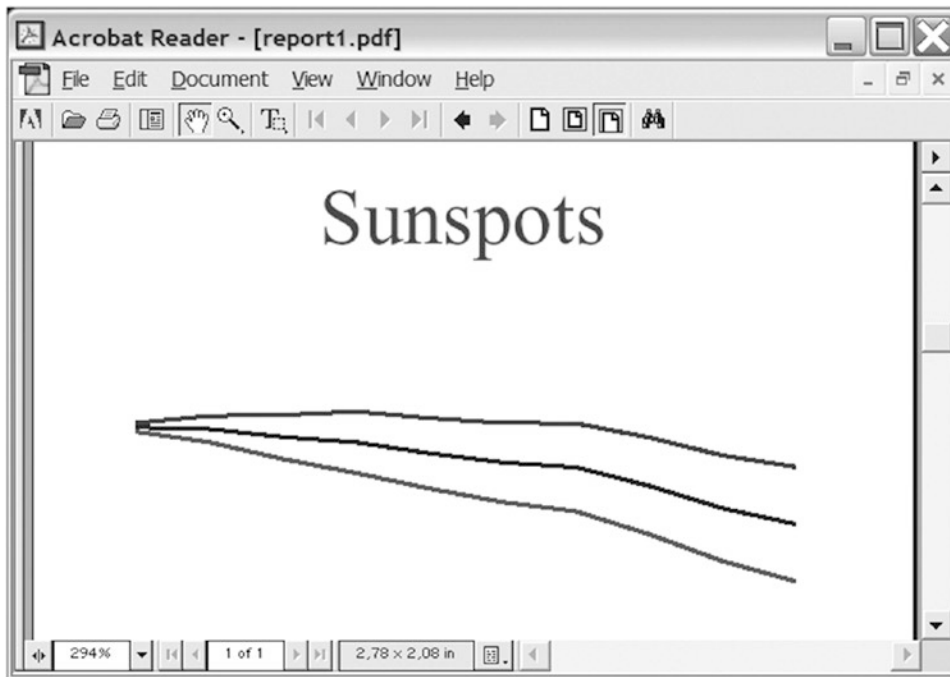 Acrobat Reader - [report1.pdf]
File Edit Document View Window Help
Sunspots
294% 1 of 1 2,78 × 2,08 in